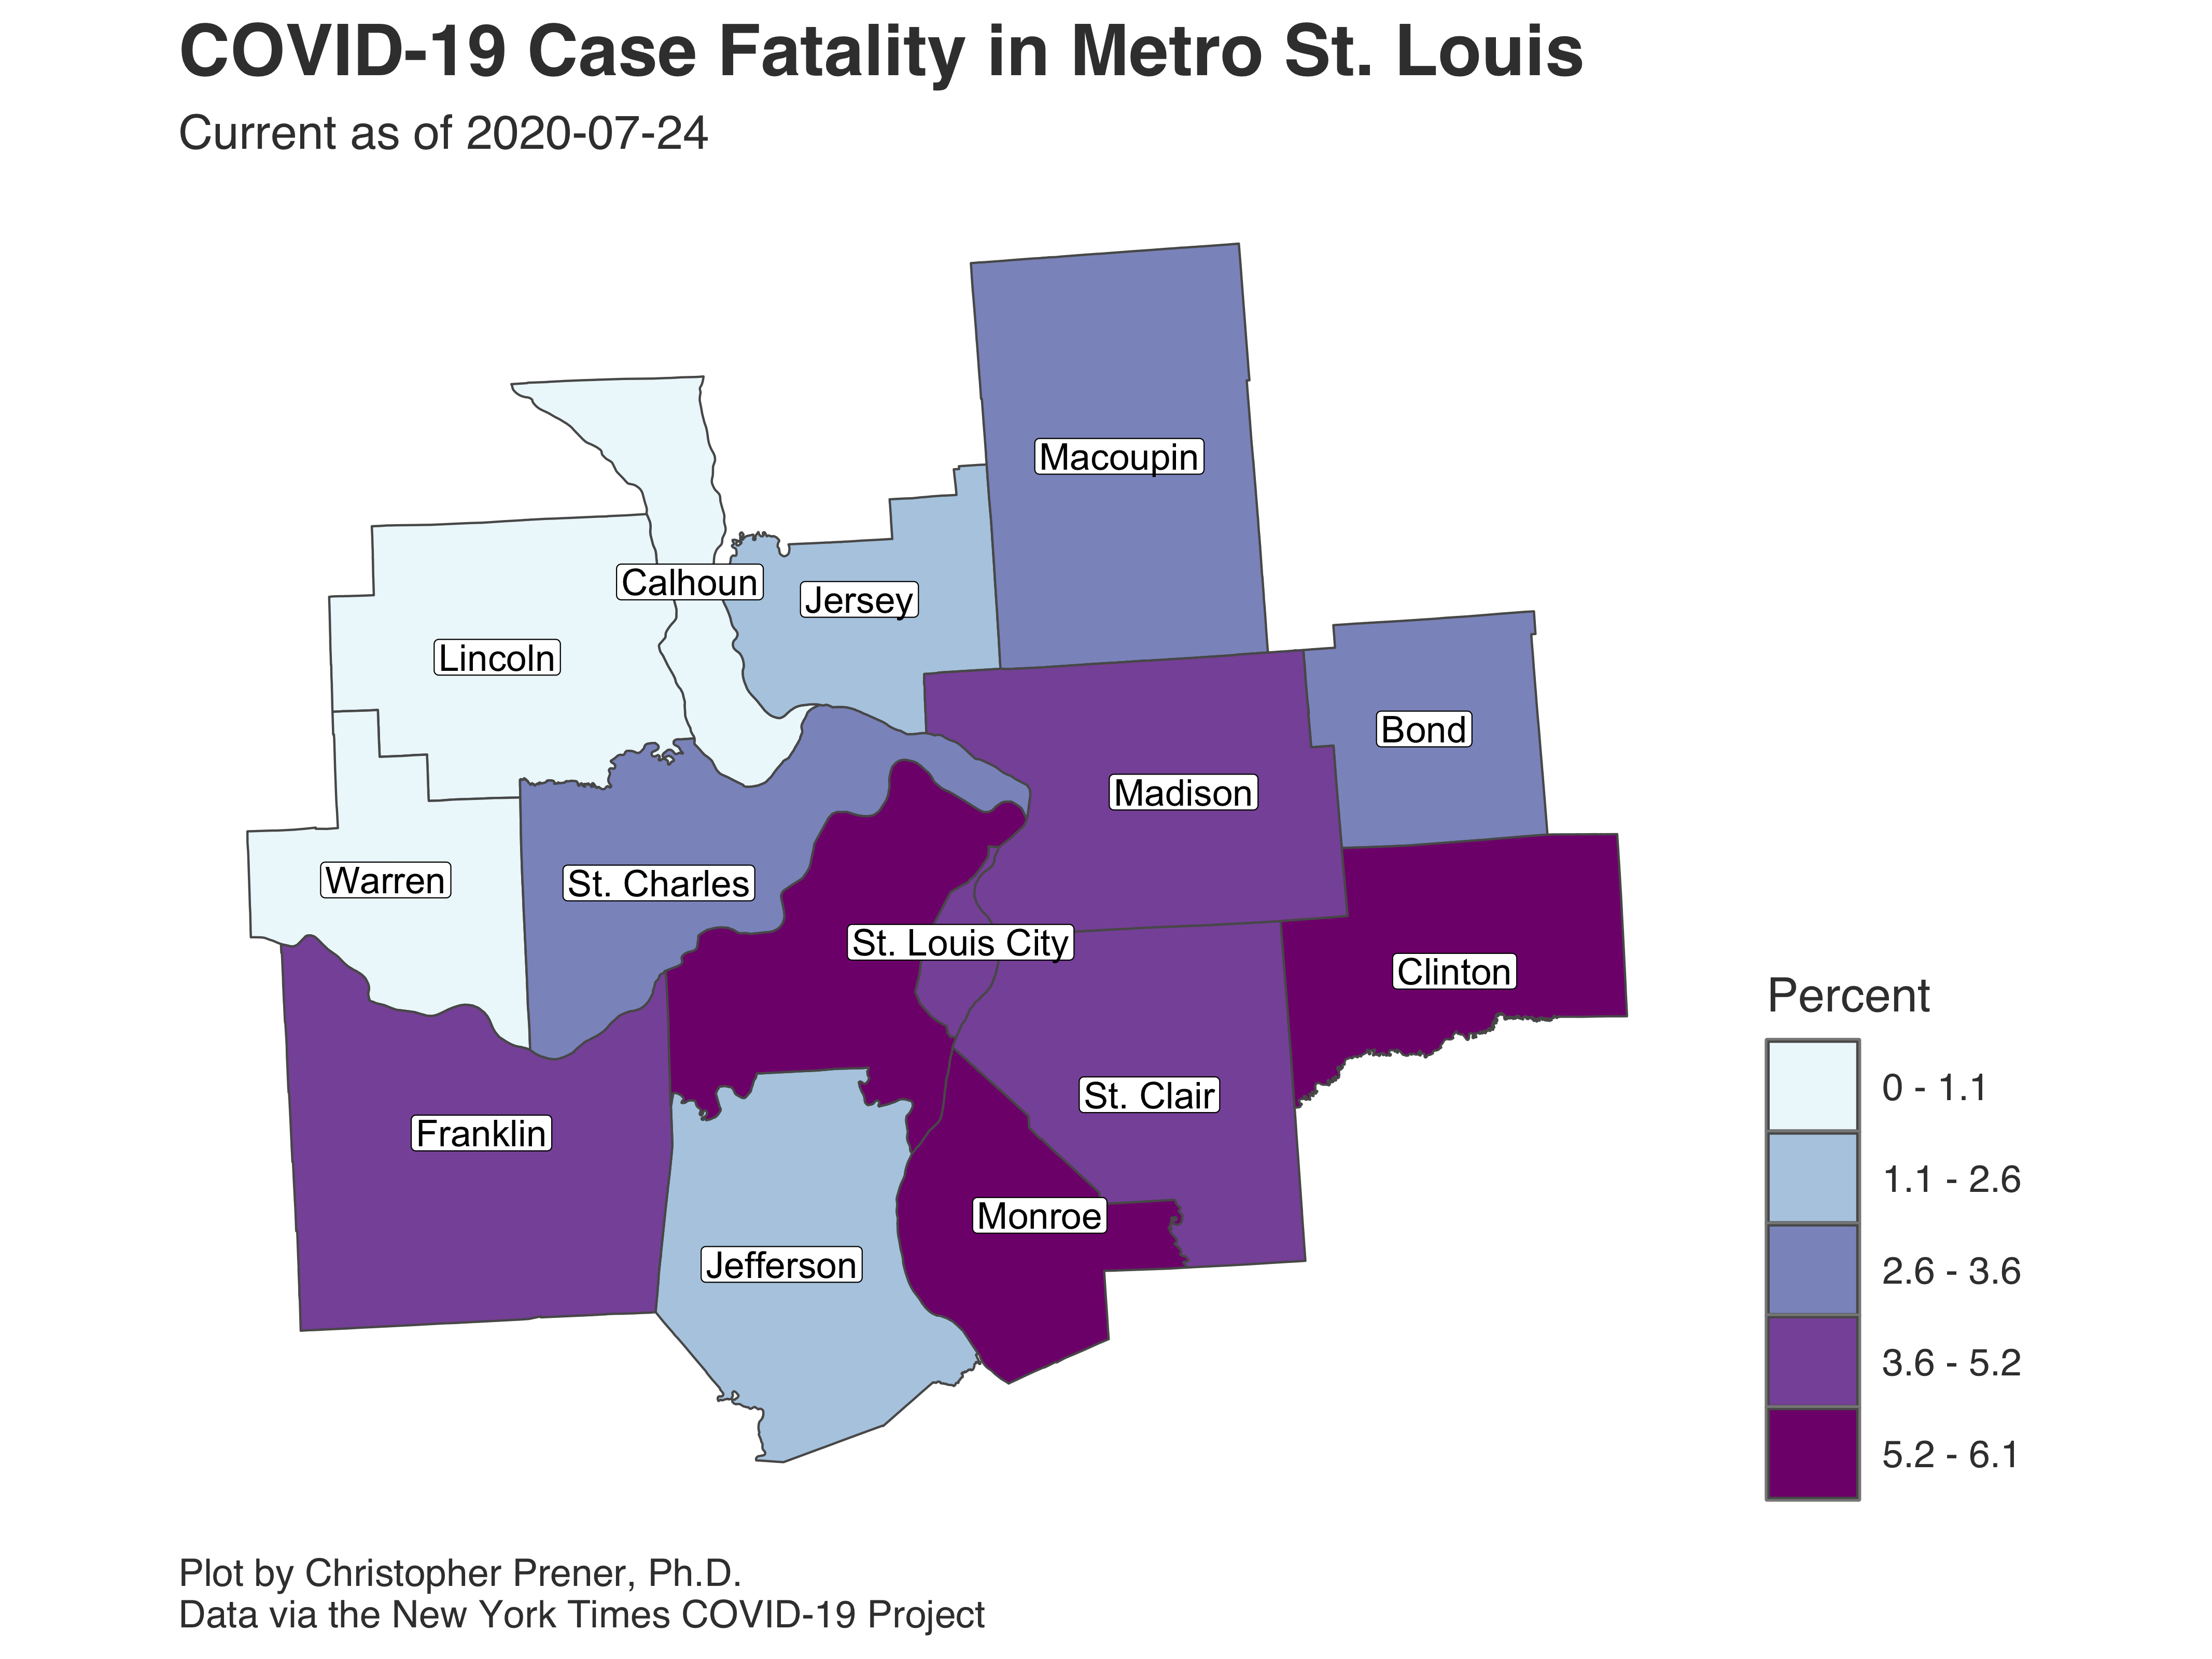 COVID-19 Case Fatality in Metro St. Louis
Current as of 2020-07-24
Macoupin
Calhoun
Jersey
Lincoln
Bond
Madison
Warren
St. Charles
St. Louis City
Clinton
St. Clair
Franklin
Monroe
Jefferson
Percent
0 - 1.1
1.1 - 2.6
2.6 - 3.6
3.6 - 5.2
5.2 - 6.1
Plot by Christopher Prener, Ph.D.
Data via the New York Times COVID-19 Project